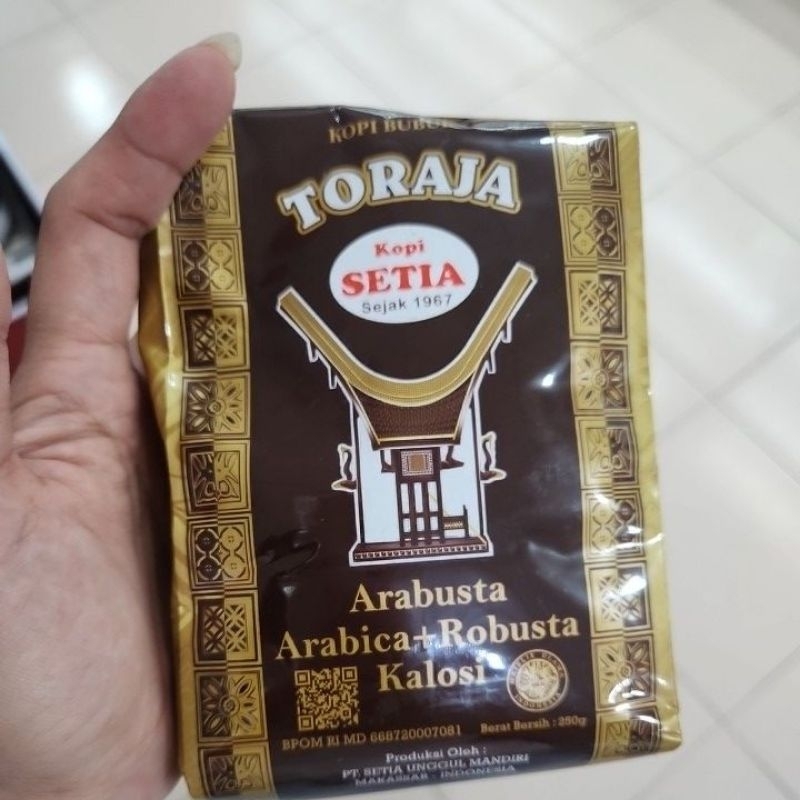 KOPI BUBUK
TORAJA
Kopi
SETIA
Sejak 1967
Arabusta
Arabica+Robusta
Kalosi
BPOM RI MD 668720007081 Berat Bersih : 250g
Produksi Oleh :
PT. SETIA UNGGUL MANDIRI
MAKASSAR - INDONESIA